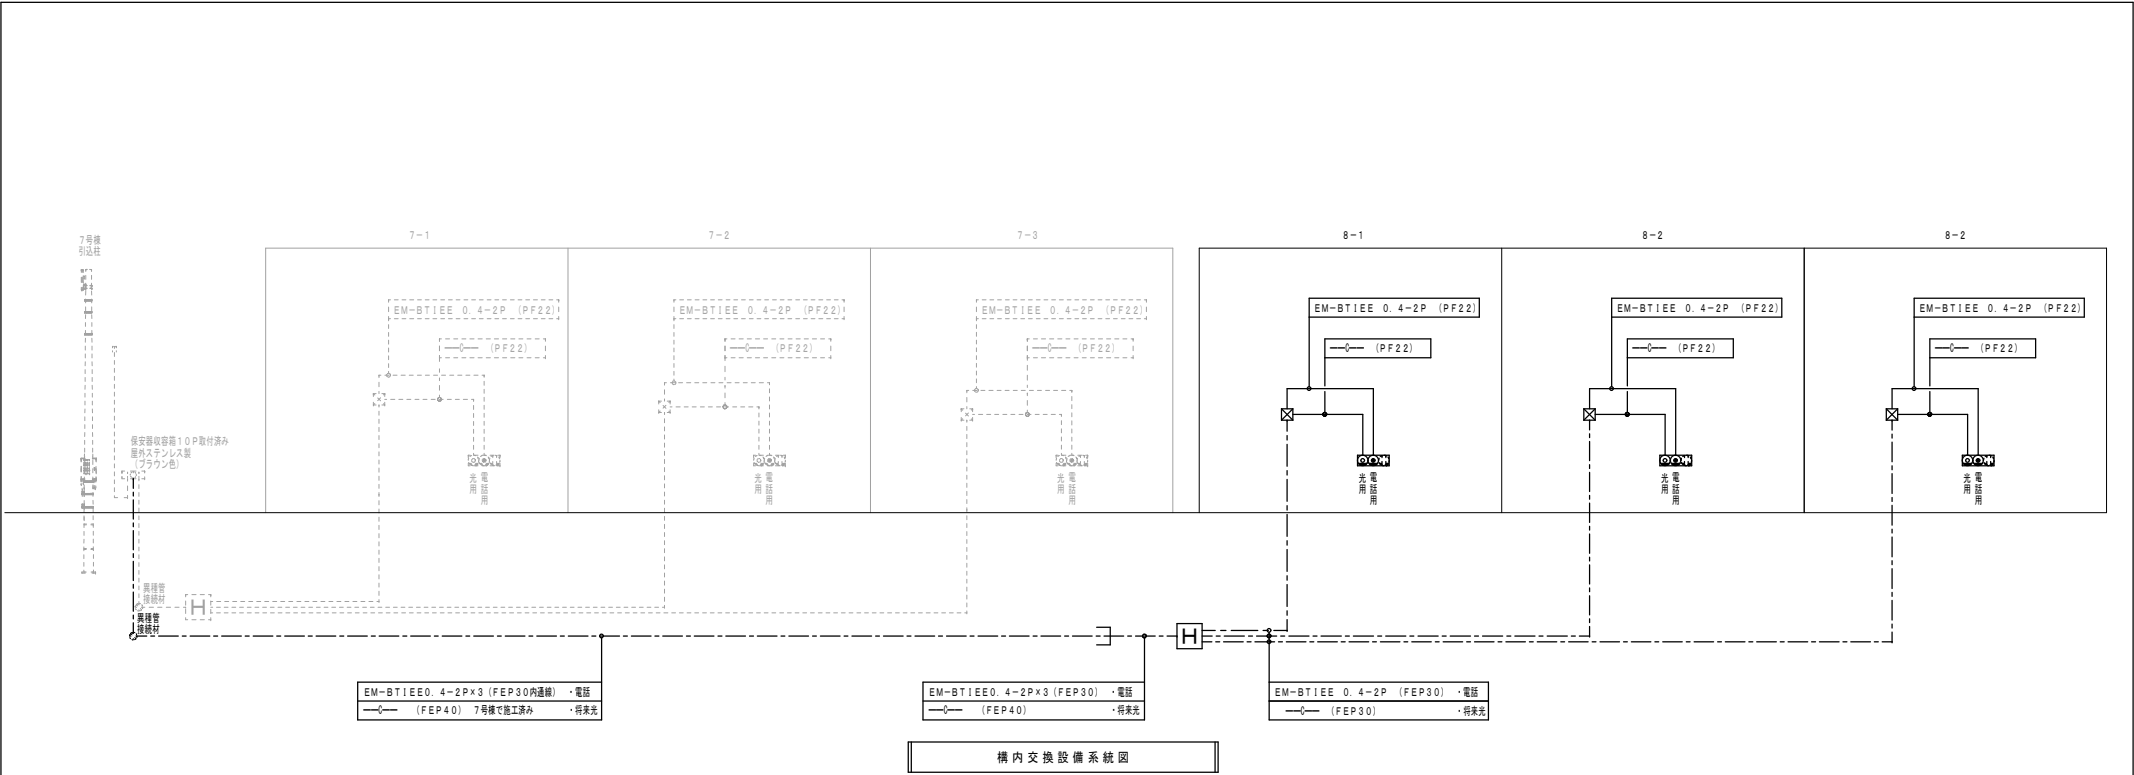 7号棟
引込柱
7-1
7-2
7-3
8-1
8-2
8-2
EM-BTIEE 0.4-2P (PF22)
EM-BTIEE 0.4-2P (PF22)
EM-BTIEE 0.4-2P (PF22)
EM-BTIEE 0.4-2P (PF22)
EM-BTIEE 0.4-2P (PF22)
EM-BTIEE 0.4-2P (PF22)
C (PF22)
C (PF22)
C (PF22)
C (PF22)
C (PF22)
C (PF22)
保安器収容箱10P取付済み
屋外ステンレス製
(ブラウン色)
光用
電話用
光用
電話用
光用
電話用
光用
電話用
光用
電話用
光用
電話用
異種管
接続材
H
異種管
接続材
H
EM-BTIEE0.4-2P×3(FEP30内通線) ・電話
C (FEP40) 7号棟で施工済み ・将来光
EM-BTIEE0.4-2P×3(FEP30) ・電話
C (FEP40) ・将来光
EM-BTIEE 0.4-2P (FEP30) ・電話
C (FEP30) ・将来光
構内交換設備系統図